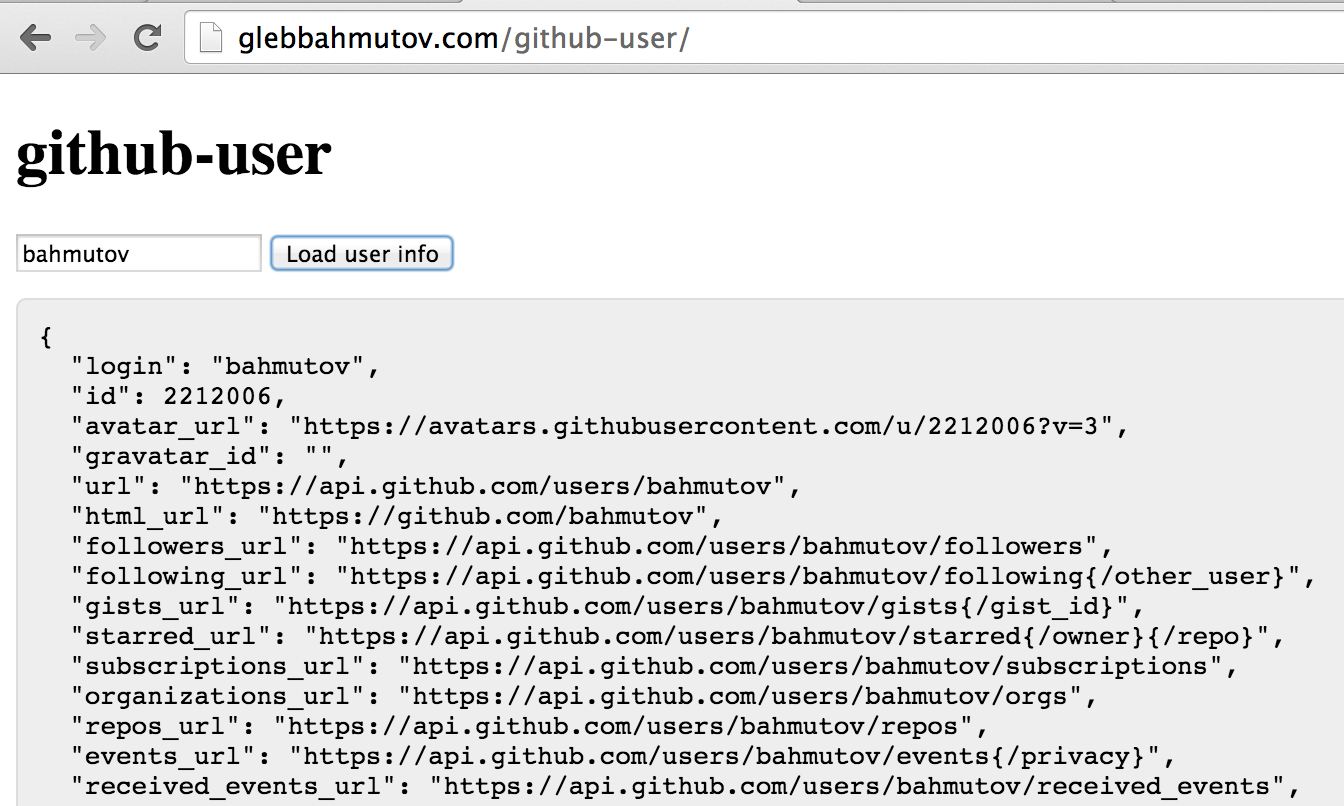 glebbahmutov.com/github-user/
github-user
bahmutov Load user info
{
"login": "bahmutov",
"id": 2212006,
"avatar_url": "https://avatars.githubusercontent.com/u/2212006?v=3",
"gravatar_id": "",
"url": "https://api.github.com/users/bahmutov",
"html_url": "https://github.com/bahmutov",
"followers_url": "https://api.github.com/users/bahmutov/followers",
"following_url": "https://api.github.com/users/bahmutov/following{/other_user}",
"gists_url": "https://api.github.com/users/bahmutov/gists{/gist_id}",
"starred_url": "https://api.github.com/users/bahmutov/starred{/owner}{/repo}",
"subscriptions_url": "https://api.github.com/users/bahmutov/subscriptions",
"organizations_url": "https://api.github.com/users/bahmutov/orgs",
"repos_url": "https://api.github.com/users/bahmutov/repos",
"events_url": "https://api.github.com/users/bahmutov/events{/privacy}",
"received_events_url": "https://api.github.com/users/bahmutov/received_events",